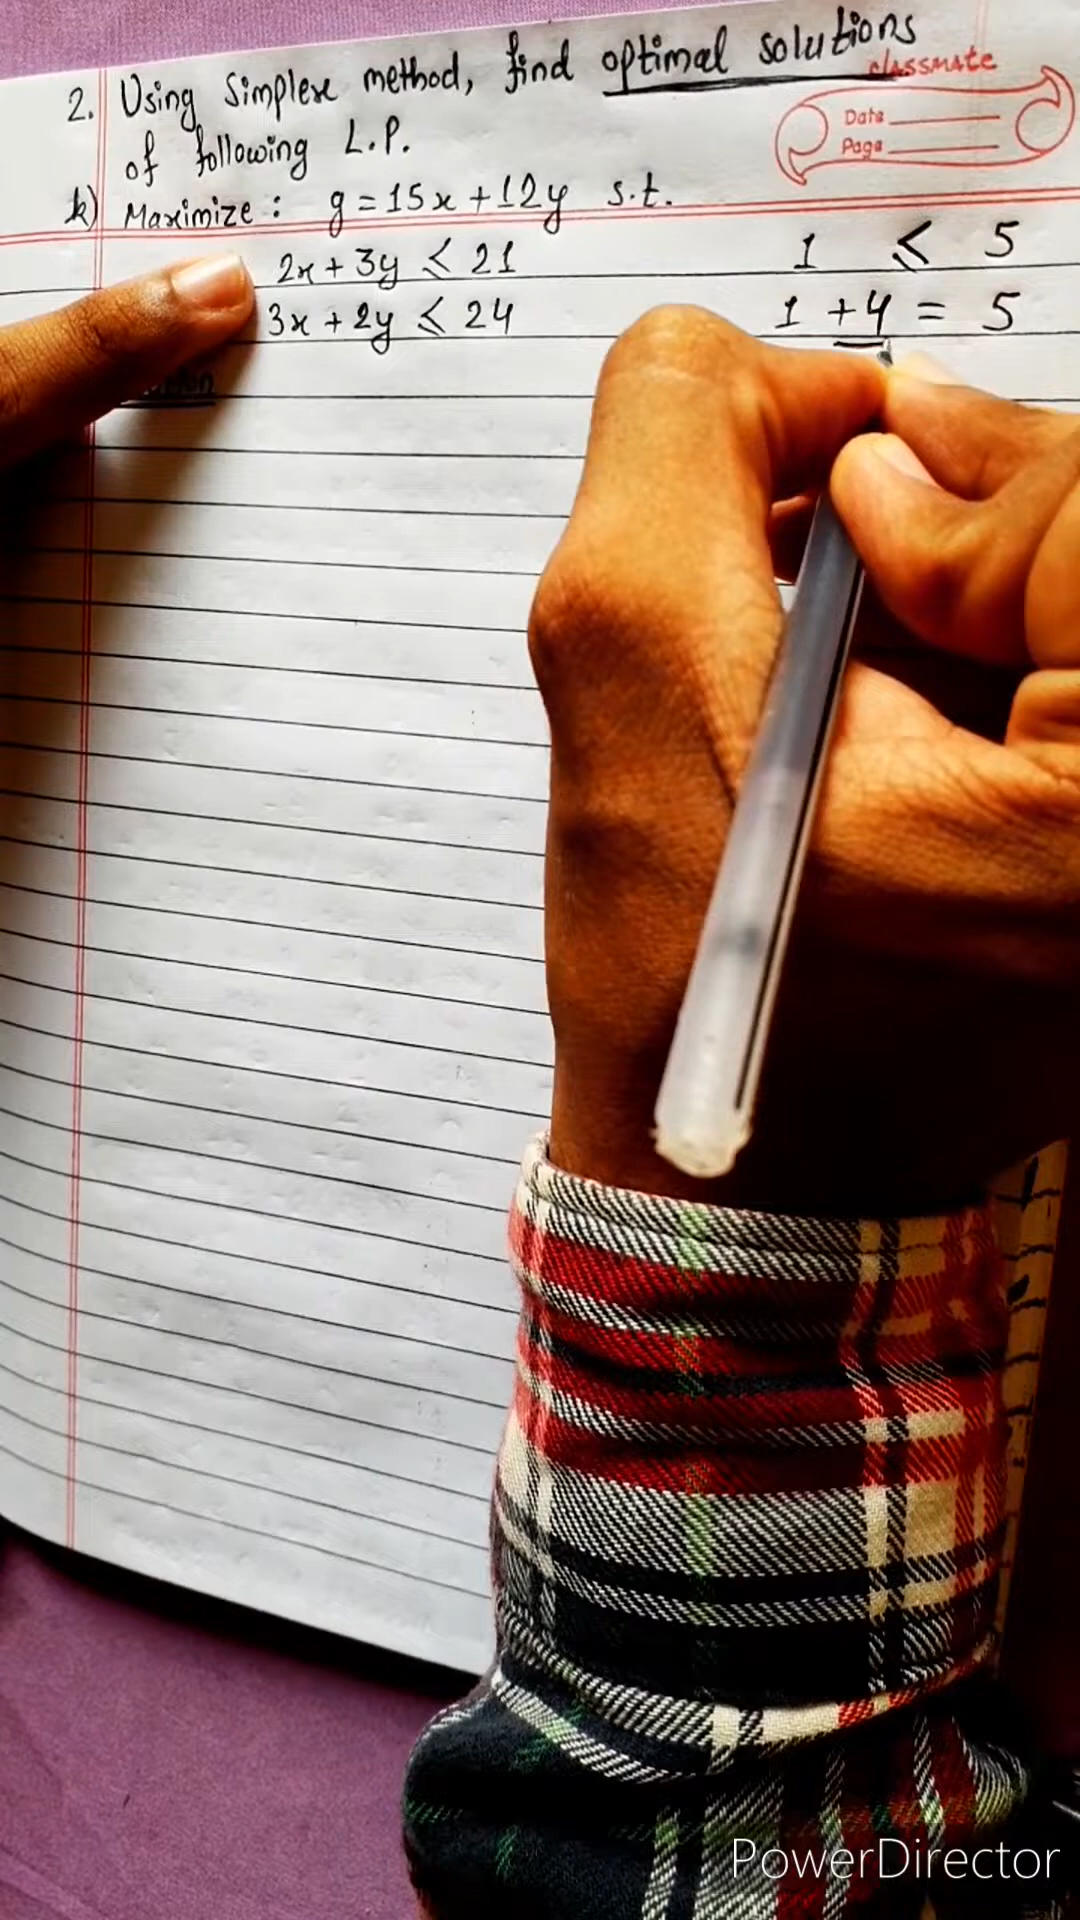 2. Using Simplex method, find optimal solutions
of following L.P.
classmate
Date
Page
k) Maximize : g = 15x + 12y s.t.
2x + 3y ≤ 21
3x + 2y ≤ 24
1 ≤ 5
1 + 4 = 5
PowerDirector